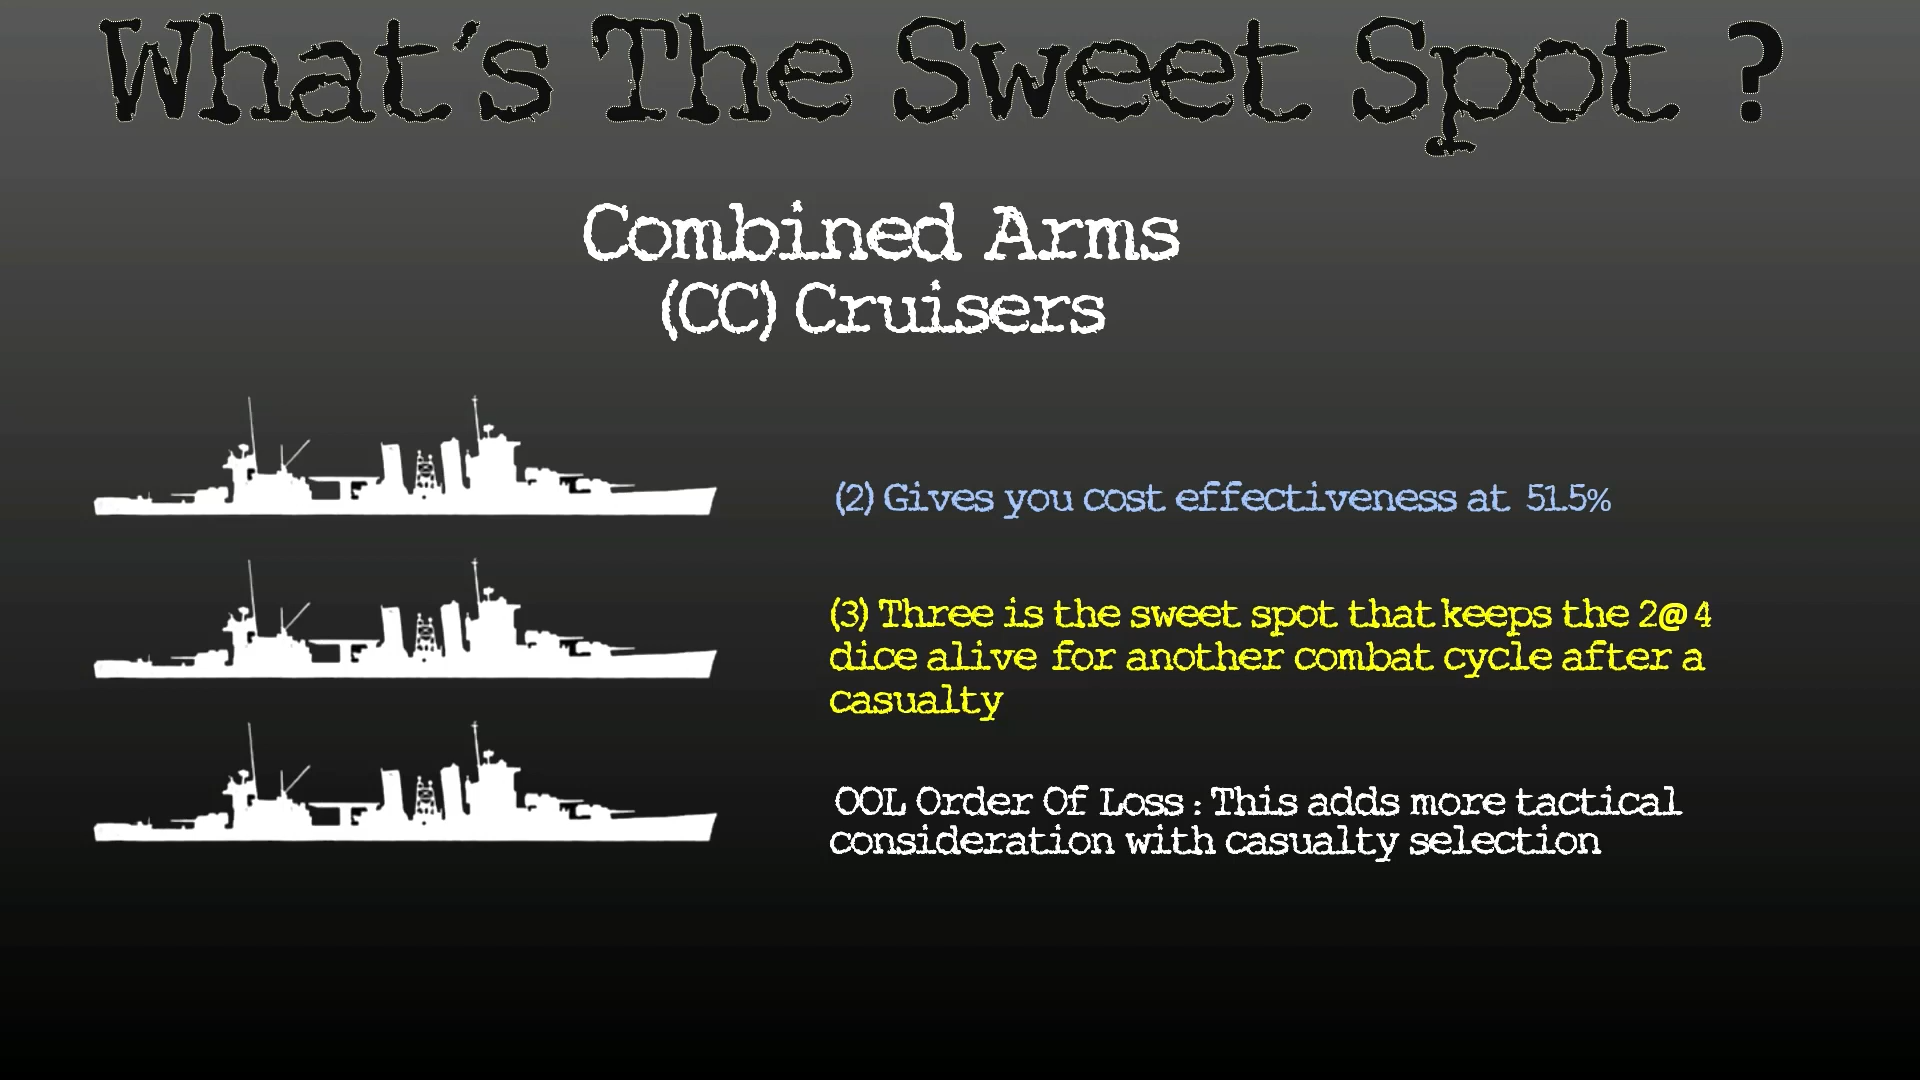 What's The Sweet Spot ?
Combined Arms
(CC) Cruisers
(2) Gives you cost effectiveness at 51.5%
(3) Three is the sweet spot that keeps the 2@4
dice alive for another combat cycle after a
casualty
OOL Order Of Loss : This adds more tactical
consideration with casualty selection